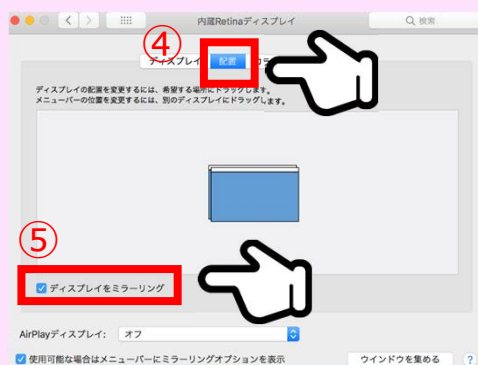 内蔵Retinaディスプレイ
検索
④
ディスプレイ
配置
ディスプレイの配置を変更するには、希望する場所にドラッグします。
メニューバーの位置を変更するには、別のディスプレイにドラッグします。
⑤
ディスプレイをミラーリング
AirPlayディスプレイ: オフ
使用可能な場合はメニューバーにミラーリングオプションを表示
ウインドウを集める
?